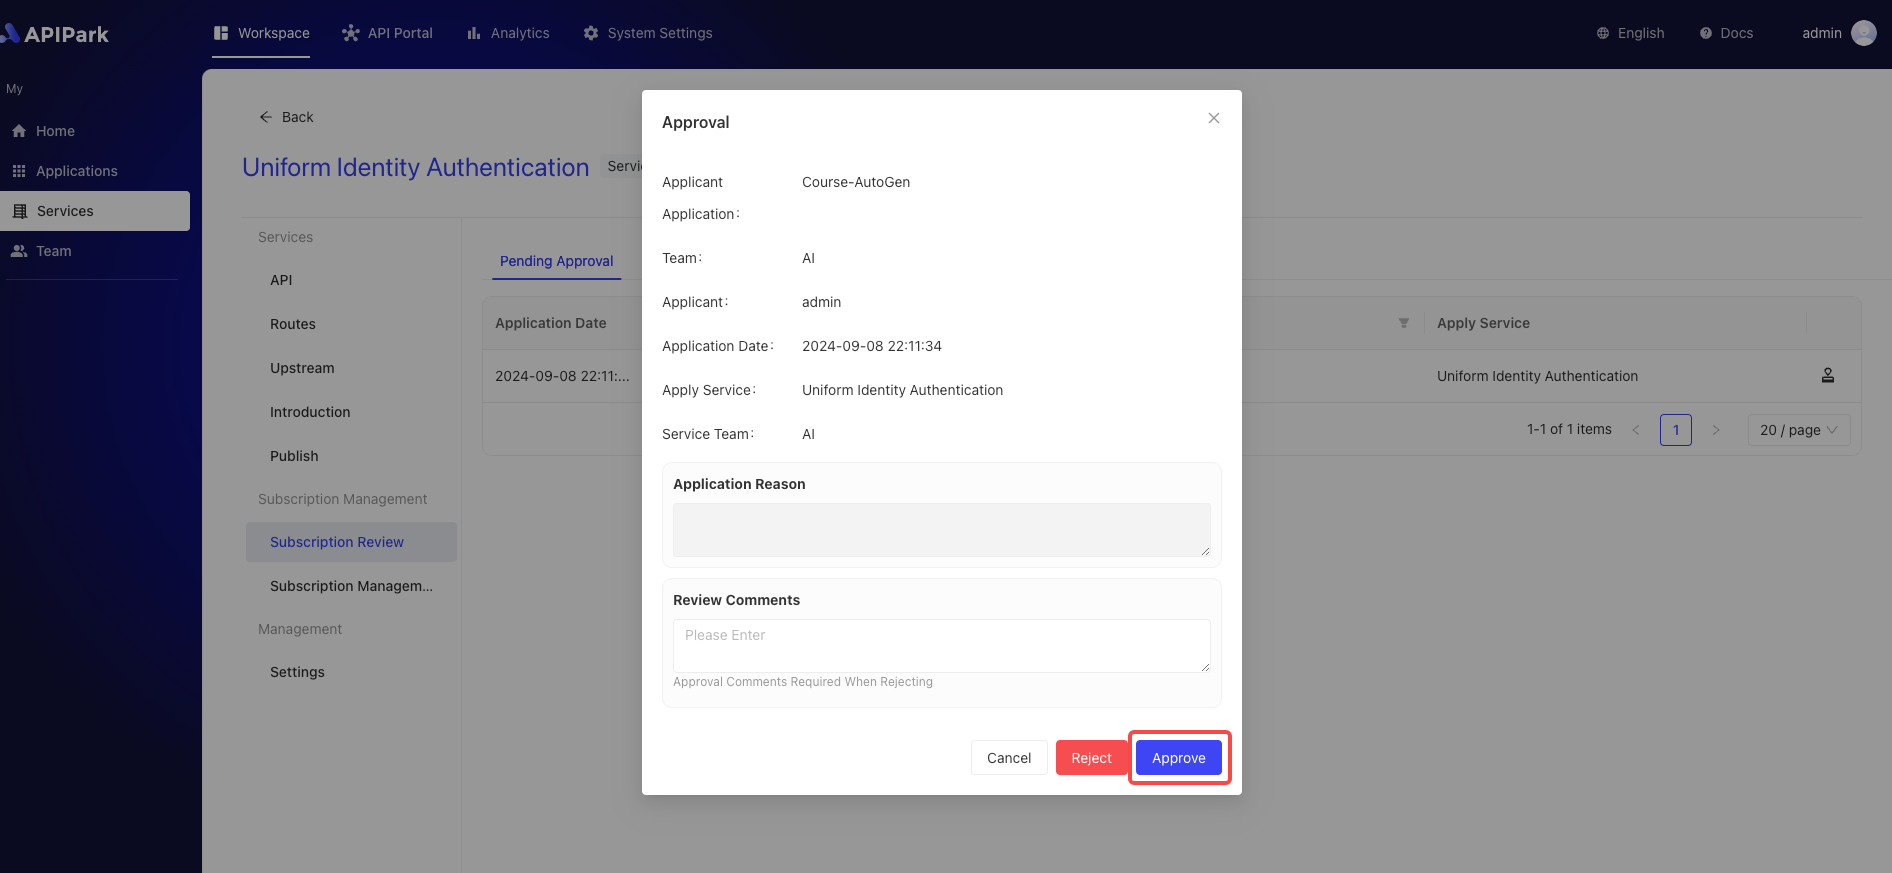 APIPark
Workspace
API Portal
Analytics
System Settings
English
Docs
admin
My
Home
Applications
Services
Team
Back
Uniform Identity Authentication
Services
API
Routes
Upstream
Introduction
Publish
Subscription Management
Subscription Review
Subscription Managem...
Management
Settings
Pending Approval
Application Date
Apply Service
2024-09-08 22:11:...
Uniform Identity Authentication
1-1 of 1 items
1
20 / page
Approval
Applicant Course-AutoGen
Application:
Team: AI
Applicant: admin
Application Date: 2024-09-08 22:11:34
Apply Service: Uniform Identity Authentication
Service Team: AI
Application Reason
Review Comments
Please Enter
Approval Comments Required When Rejecting
Cancel
Reject
Approve